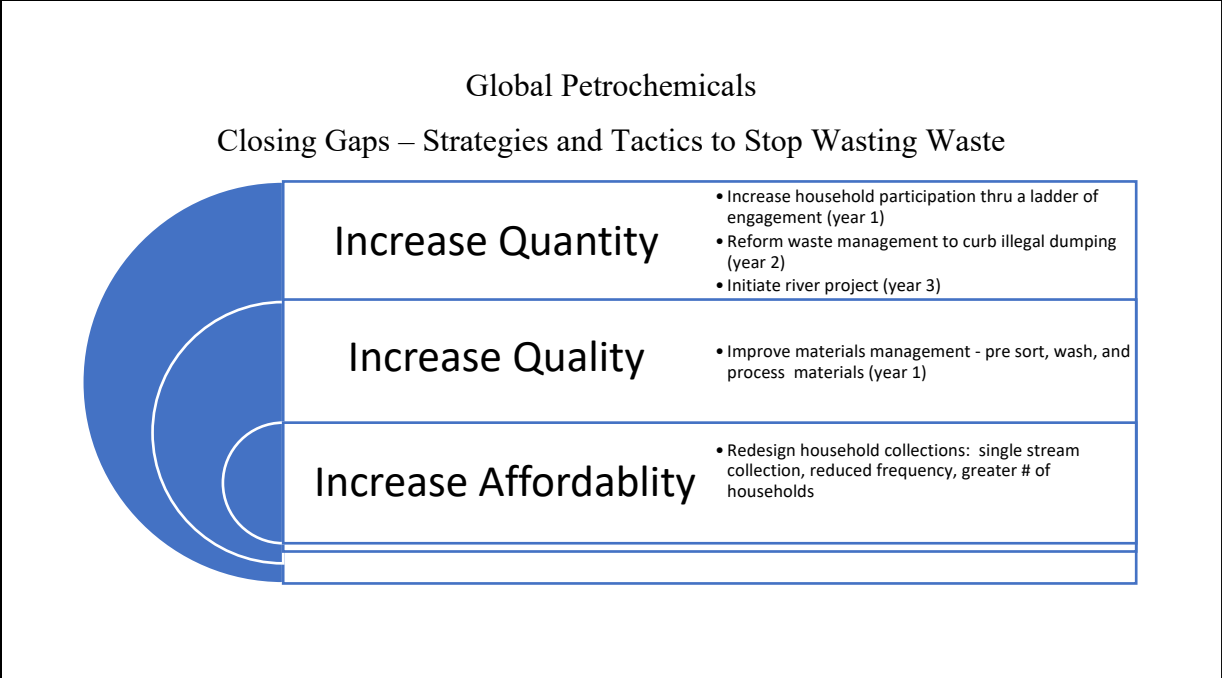 Global Petrochemicals
Closing Gaps – Strategies and Tactics to Stop Wasting Waste
Increase Quantity
• Increase household participation thru a ladder of
engagement (year 1)
• Reform waste management to curb illegal dumping
(year 2)
• Initiate river project (year 3)
Increase Quality
• Improve materials management - pre sort, wash, and
process  materials (year 1)
Increase Affordablity
• Redesign household collections:  single stream
collection, reduced frequency, greater # of
households